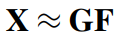 X ≈ GF